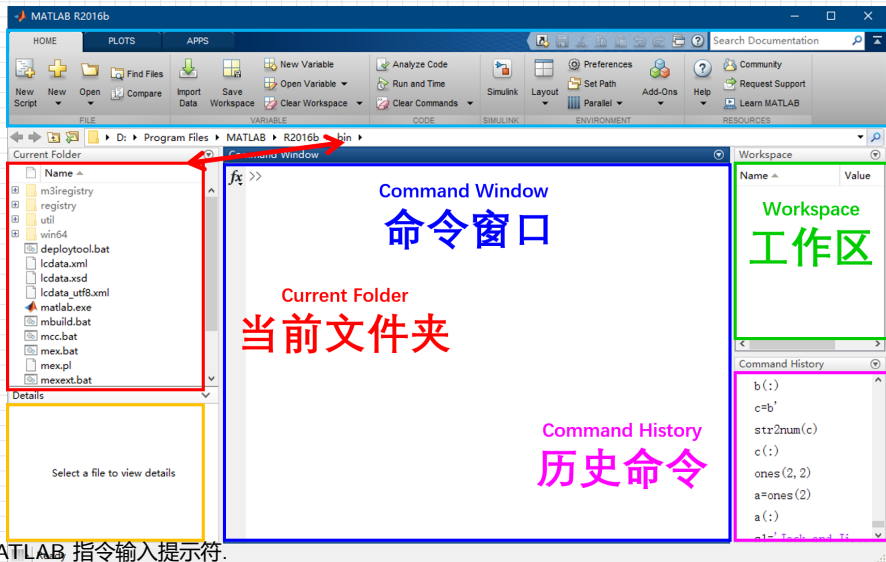 MATLAB R2016b
HOME PLOTS APPS
Search Documentation
New Script
New
Open
Find Files
Compare
Import Data
Save Workspace
New Variable
Open Variable
Clear Workspace
Analyze Code
Run and Time
Clear Commands
Simulink
Layout
Preferences
Set Path
Parallel
Add-Ons
Help
Community
Request Support
Learn MATLAB
FILE VARIABLE CODE SIMULINK ENVIRONMENT RESOURCES
D: Program Files MATLAB R2016b bin
Current Folder
Name
m3iregistry
registry
util
win64
deploytool.bat
lcdata.xml
lcdata.xsd
lcdata_utf8.xml
matlab.exe
mbuild.bat
mcc.bat
mex.bat
mex.pl
mexext.bat
Details
Select a file to view details
Command Window
fx >>
Command Window
命令窗口
Current Folder
当前文件夹
Command History
历史命令
Workspace
Name Value
Workspace
工作区
Command History
b(:)
c=b'
str2num(c)
c(:)
ones(2,2)
a=ones(2)
a(:)
ATLAB 指令输入提示符.